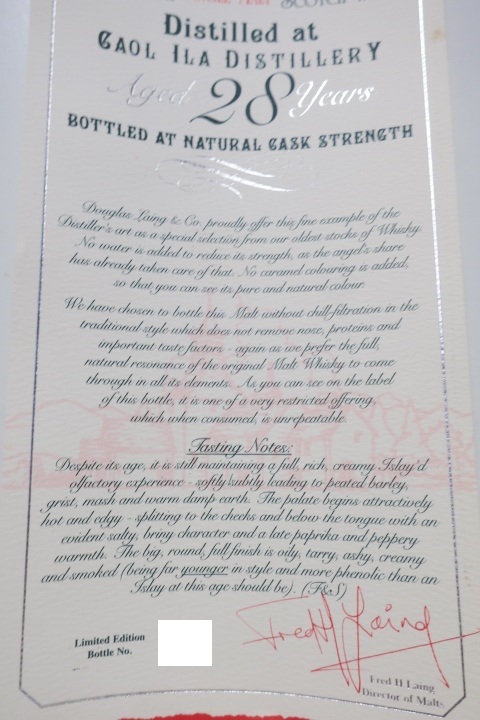 SCOTCH
Distilled at
CAOL ILA DISTILLERY
Aged 28 Years
BOTTLED AT NATURAL CASK STRENGTH
Douglas Laing & Co. proudly offer this fine example of the
Distiller's art as a special selection from our oldest stocks of Whisky.
No water is added to reduce its strength, as the angel's share
has already taken care of that. No caramel colouring is added,
so that you can see its pure and natural colour.
We have chosen to bottle this Malt without chill-filtration in the
traditional style which does not remove nose, proteins and
important taste factors - again as we prefer the full,
natural resonance of the original Malt Whisky to come
through in all its elements. As you can see on the label
of this bottle, it is one of a very restricted offering,
which when consumed, is unrepeatable.
Tasting Notes:
Despite its age, it is still maintaining a full, rich, creamy Islay'd
olfactory experience - softly/subtly leading to peated barley,
grist, mash and warm damp earth. The palate begins attractively
hot and edgy - splitting to the cheeks and below the tongue with an
evident salty, briny character and a late paprika and peppery
warmth. The big, round, full finish is oily, tarry, ashy, creamy
and smoked (being far younger in style and more phenolic than an
Islay at this age should be). (F&S)
Fred H Laing
Limited Edition
Bottle No.
Fred H Laing
Director of Malts